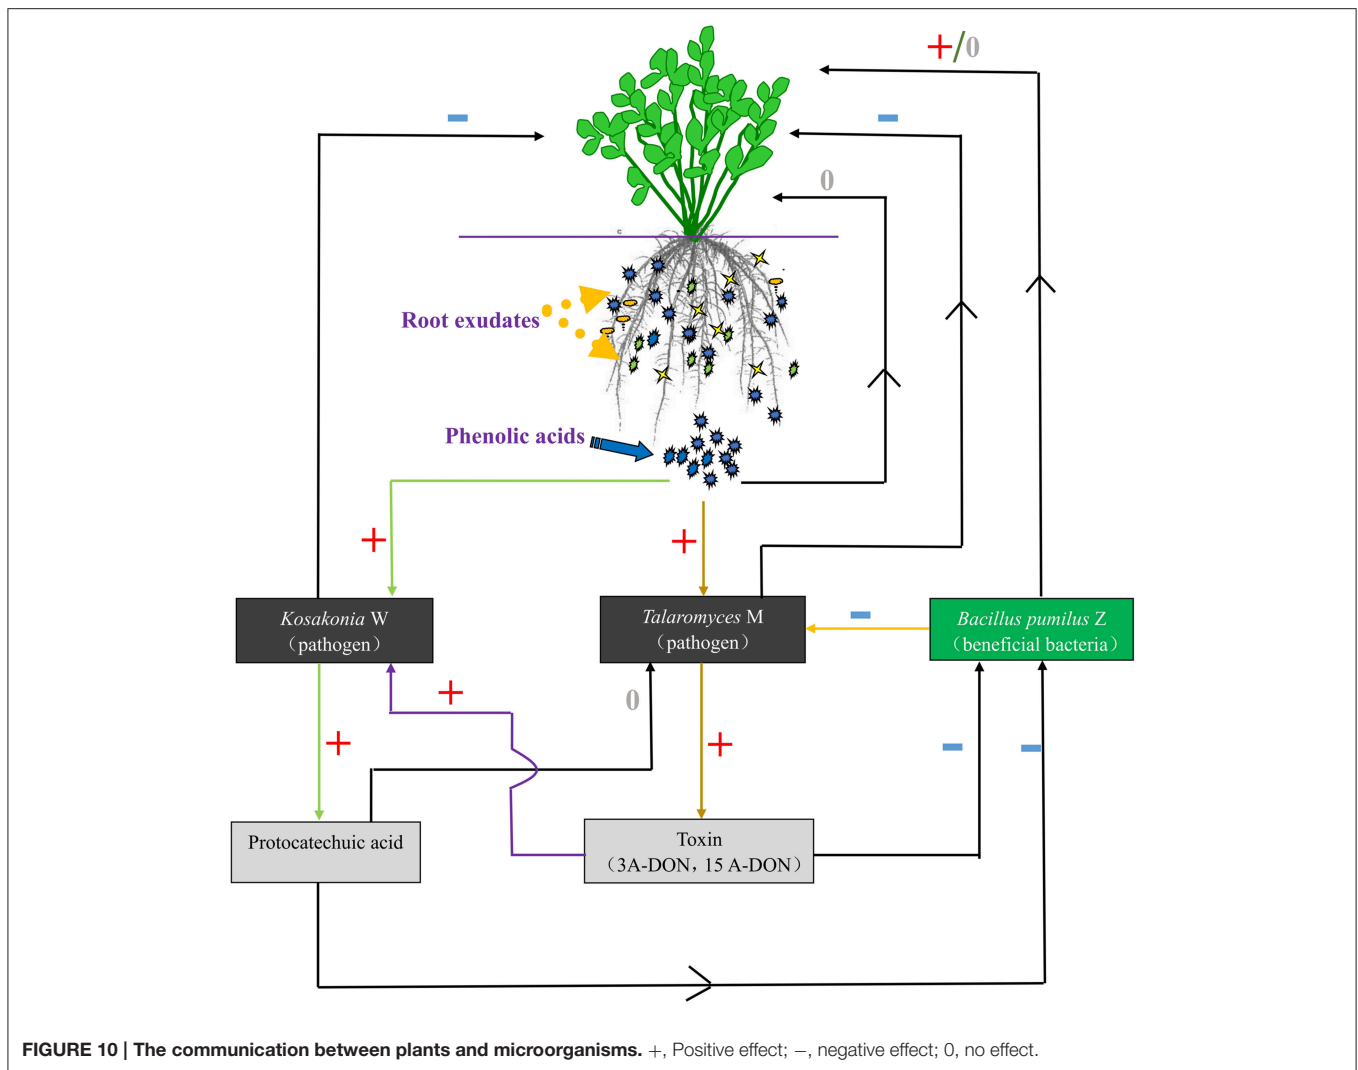 +/0
−
−
0
c
Root exudates
Phenolic acids
+
+
Kosakonia W
（pathogen）
Talaromyces M
（pathogen）
−
Bacillus pumilus Z
（beneficial bacteria）
+
0
+
+
−
−
Protocatechuic acid
Toxin
（3A-DON，15 A-DON）
FIGURE 10 | The communication between plants and microorganisms. +, Positive effect; −, negative effect; 0, no effect.